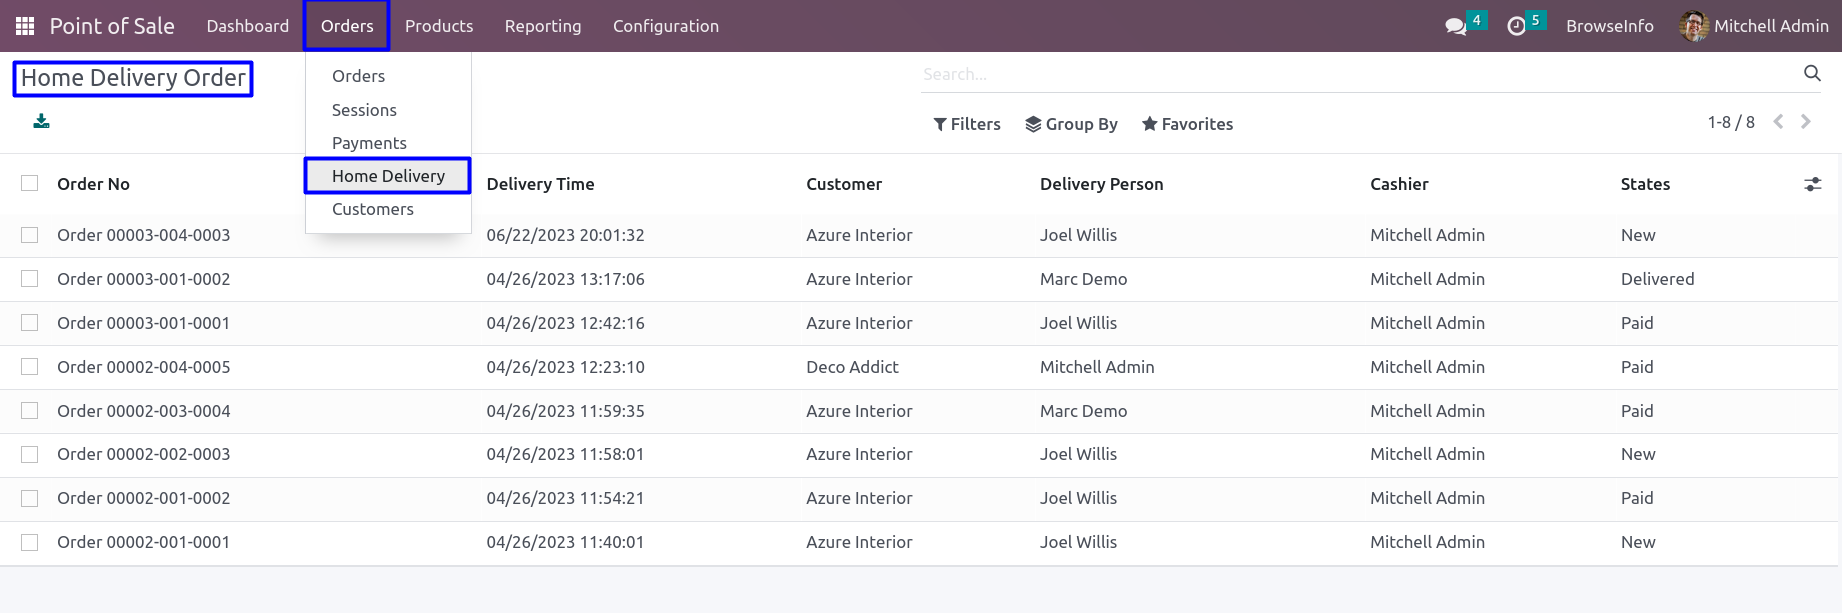 Point of Sale Dashboard Orders Products Reporting Configuration 4 5 BrowseInfo Mitchell Admin
Home Delivery Order
Search...
Filters Group By Favorites 1-8 / 8
Orders
Sessions
Payments
Home Delivery
Customers
Order No Delivery Time Customer Delivery Person Cashier States
Order 00003-004-0003 06/22/2023 20:01:32 Azure Interior Joel Willis Mitchell Admin New
Order 00003-001-0002 04/26/2023 13:17:06 Azure Interior Marc Demo Mitchell Admin Delivered
Order 00003-001-0001 04/26/2023 12:42:16 Azure Interior Joel Willis Mitchell Admin Paid
Order 00002-004-0005 04/26/2023 12:23:10 Deco Addict Mitchell Admin Mitchell Admin Paid
Order 00002-003-0004 04/26/2023 11:59:35 Azure Interior Marc Demo Mitchell Admin Paid
Order 00002-002-0003 04/26/2023 11:58:01 Azure Interior Joel Willis Mitchell Admin New
Order 00002-001-0002 04/26/2023 11:54:21 Azure Interior Joel Willis Mitchell Admin Paid
Order 00002-001-0001 04/26/2023 11:40:01 Azure Interior Joel Willis Mitchell Admin New